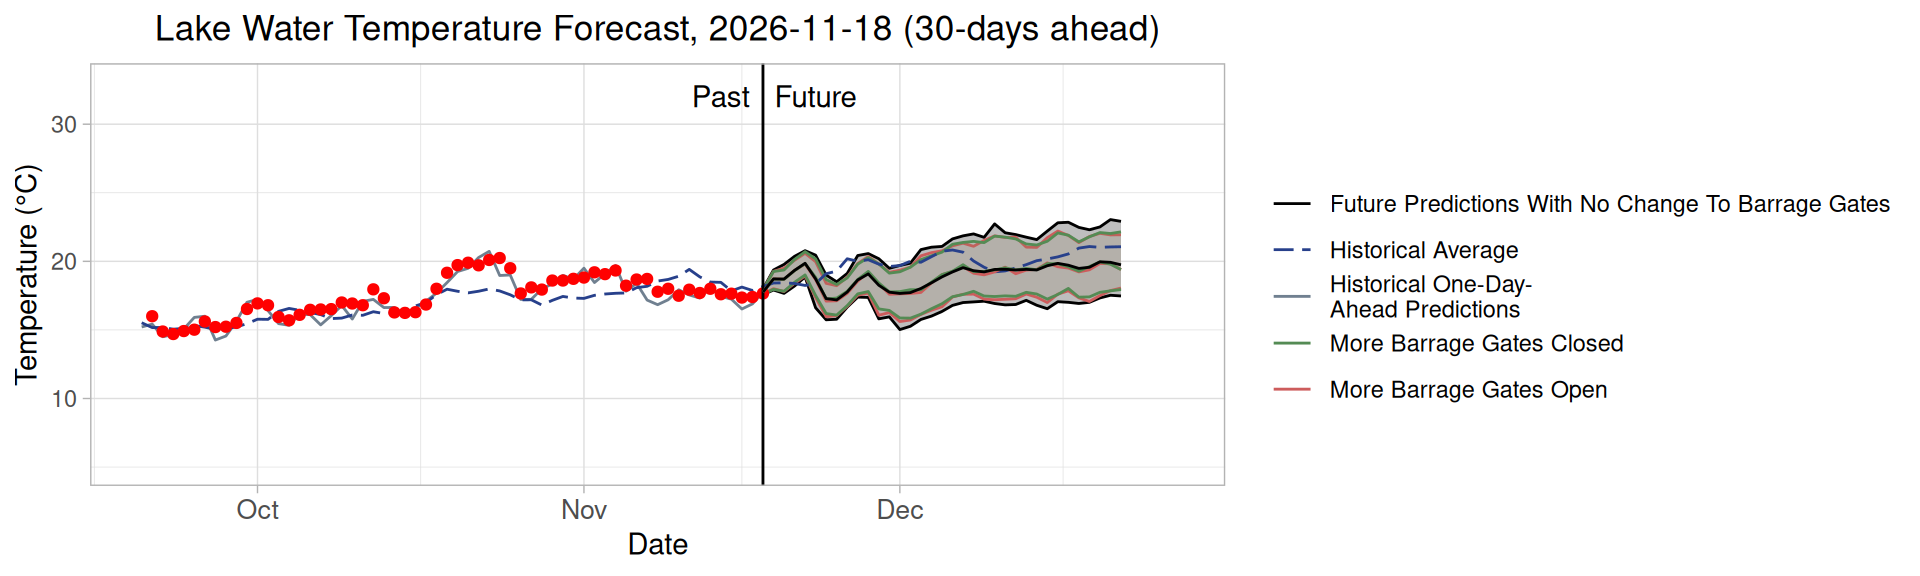 Lake Water Temperature Forecast, 2026-11-18 (30-days ahead)
Past
Future
30
20
10
Temperature (°C)
Oct
Nov
Dec
Date
Future Predictions With No Change To Barrage Gates
Historical Average
Historical One-Day-
Ahead Predictions
More Barrage Gates Closed
More Barrage Gates Open